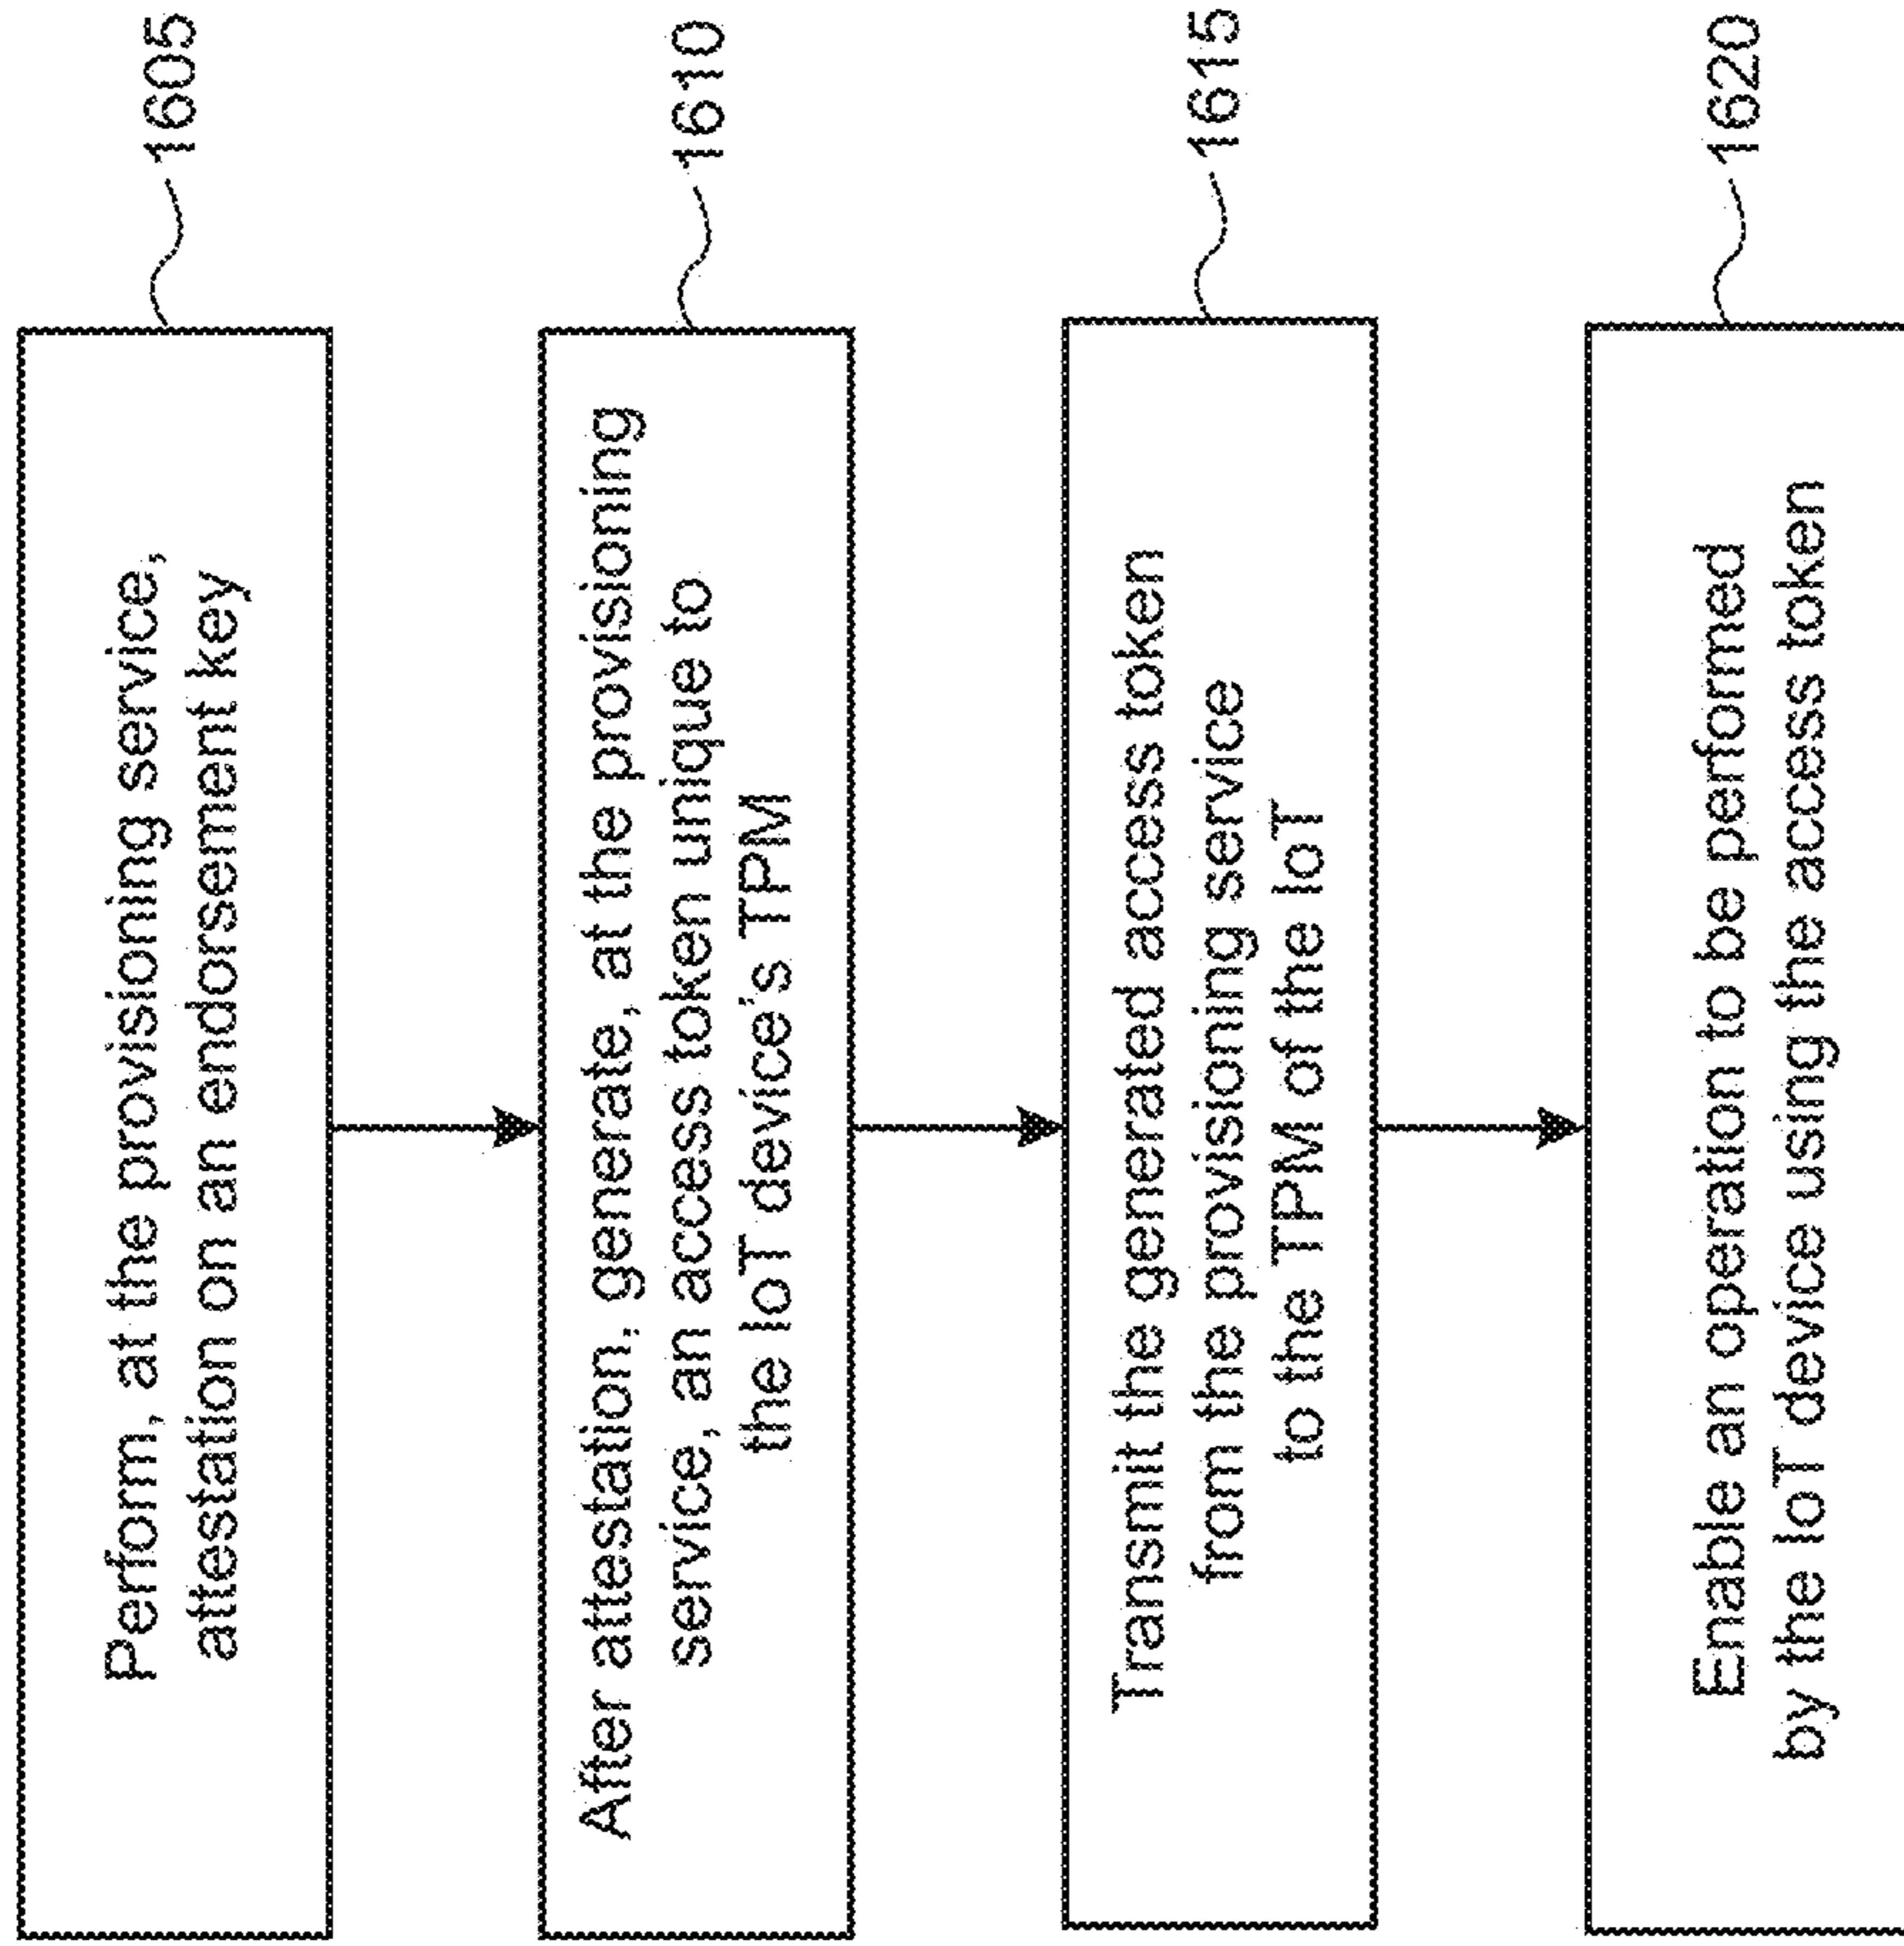 Perform, at the provisioning service,
attestation on an endorsement key
1605
After attestation, generate, at the provisioning
service, an access token unique to
the IoT device's TPM
1610
Transmit the generated access token
from the provisioning service
to the TPM of the IoT
1615
Enable an operation to be performed
by the IoT device using the access token
1620